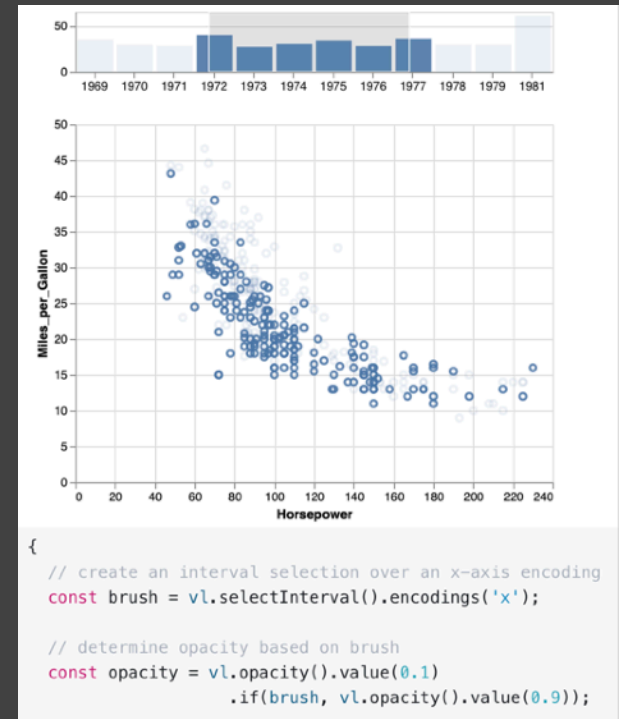 50
0
1969 1970 1971 1972 1973 1974 1975 1976 1977 1978 1979 1981
50
45
40
35
30
25
20
15
10
5
0
Miles_per_Gallon
0 20 40 60 80 100 120 140 160 180 200 220 240
Horsepower
{
// create an interval selection over an x-axis encoding
const brush = vl.selectInterval().encodings('x');
// determine opacity based on brush
const opacity = vl.opacity().value(0.1)
.if(brush, vl.opacity().value(0.9));